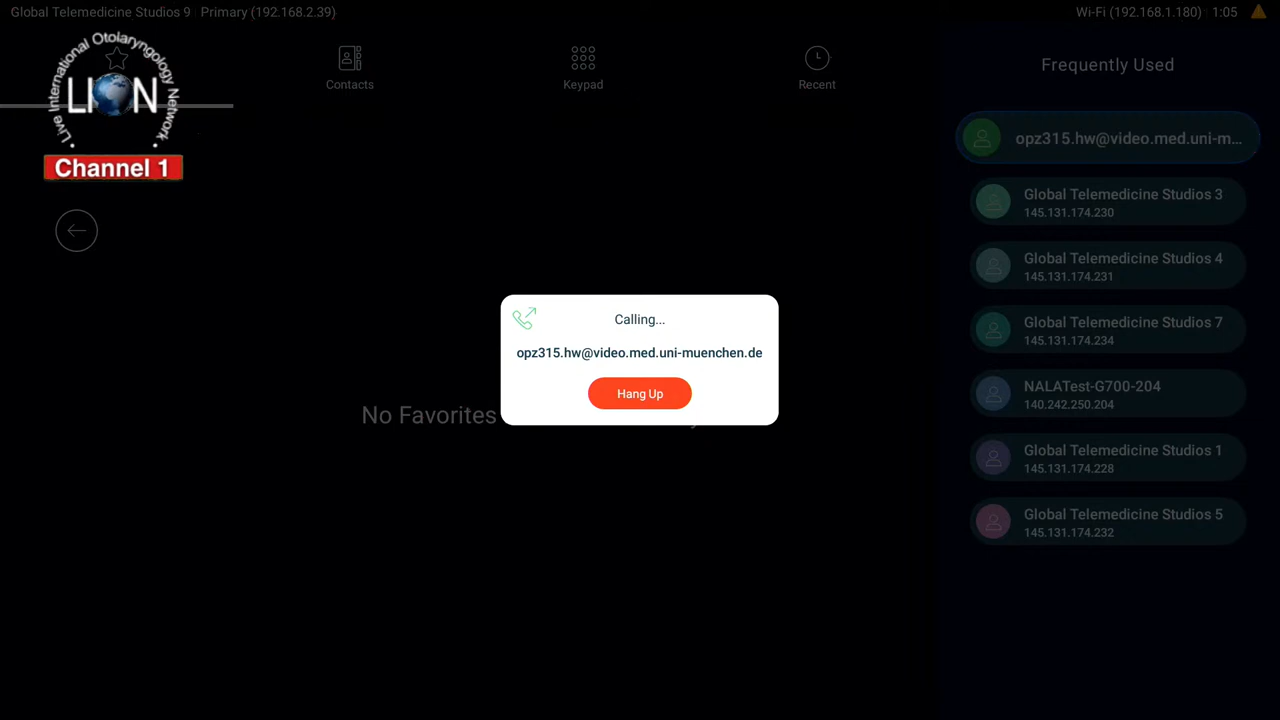 Global Telemedicine Studios 9 Primary (192.168.2.39)
Wi-Fi (192.168.1.180) 1:05
Live International Otolaryngology Network
LION
Channel 1
Contacts
Keypad
Recent
Frequently Used
opz315.hw@video.med.uni-m...
Global Telemedicine Studios 3
145.131.174.230
Global Telemedicine Studios 4
145.131.174.231
Global Telemedicine Studios 7
145.131.174.234
NALATest-G700-204
140.242.250.204
Global Telemedicine Studios 1
145.131.174.228
Global Telemedicine Studios 5
145.131.174.232
Calling...
opz315.hw@video.med.uni-muenchen.de
Hang Up
No Favorites